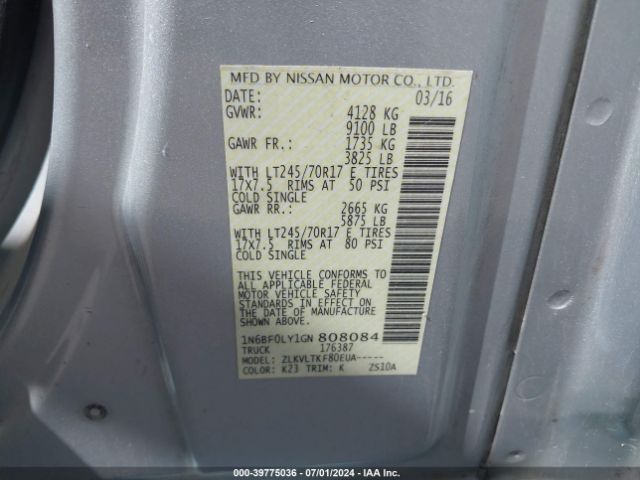 MFD BY NISSAN MOTOR CO., LTD.
DATE: 03/16
GVWR: 4128 KG
9100 LB
GAWR FR.: 1735 KG
3825 LB
WITH LT245/70R17 E TIRES
17X7.5 RIMS AT 50 PSI
COLD SINGLE
GAWR RR.: 2665 KG
5875 LB
WITH LT245/70R17 E TIRES
17X7.5 RIMS AT 80 PSI
COLD SINGLE
THIS VEHICLE CONFORMS TO
ALL APPLICABLE FEDERAL
MOTOR VEHICLE SAFETY
STANDARDS IN EFFECT ON
THE DATE OF MANUFACTURE
SHOWN ABOVE.
1N6BF0LY1GN808084
TRUCK 176387
MODEL: ZLKVLTKF80EUA-----
COLOR: K23 TRIM: K ZS10A
000-39775036 - 07/01/2024 - IAA Inc.